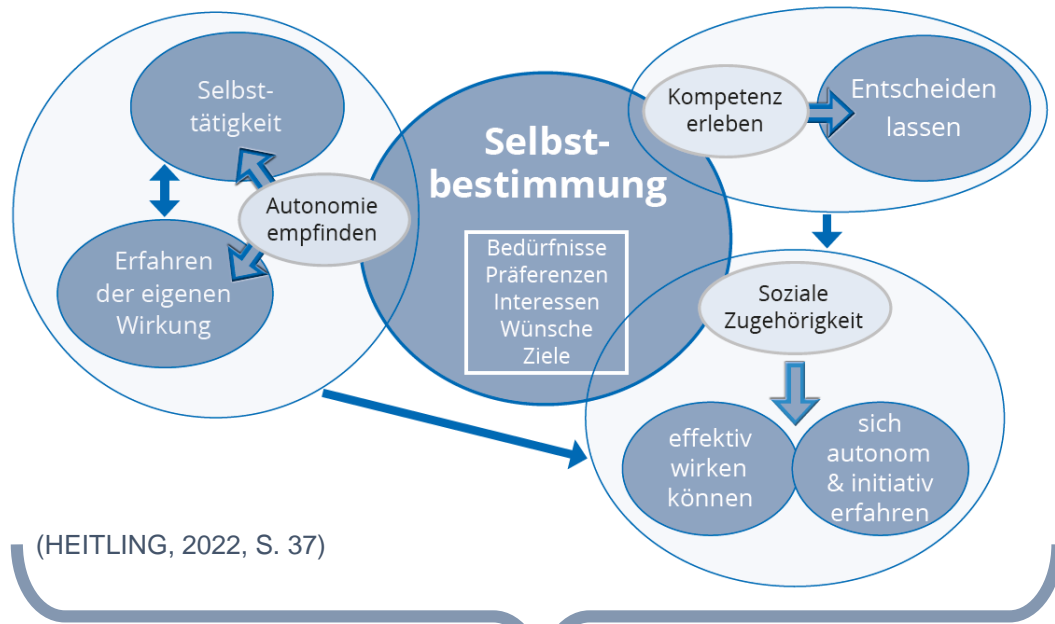 Selbst-
tätigkeit
Autonomie
empfinden
Erfahren
der eigenen
Wirkung
Selbst-
bestimmung
Bedürfnisse
Präferenzen
Interessen
Wünsche
Ziele
Kompetenz
erleben
Entscheiden
lassen
Soziale
Zugehörigkeit
effektiv
wirken
können
sich
autonom
& initiativ
erfahren
(HEITLING, 2022, S. 37)